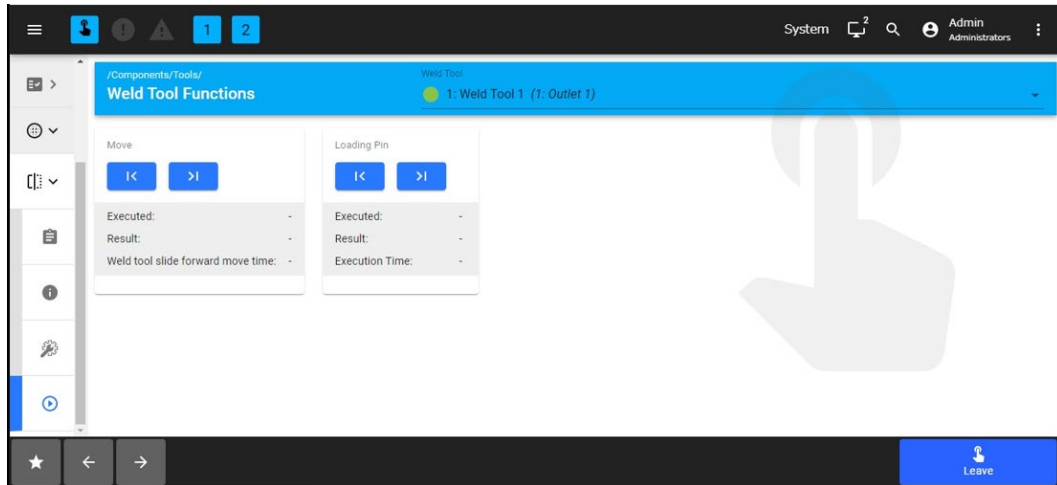 1
2
System
2
Admin
Administrators
/Components/Tools/
Weld Tool Functions
Weld Tool
1: Weld Tool 1 (1: Outlet 1)
Move
Executed: -
Result: -
Weld tool slide forward move time: -
Loading Pin
Executed: -
Result: -
Execution Time: -
Leave